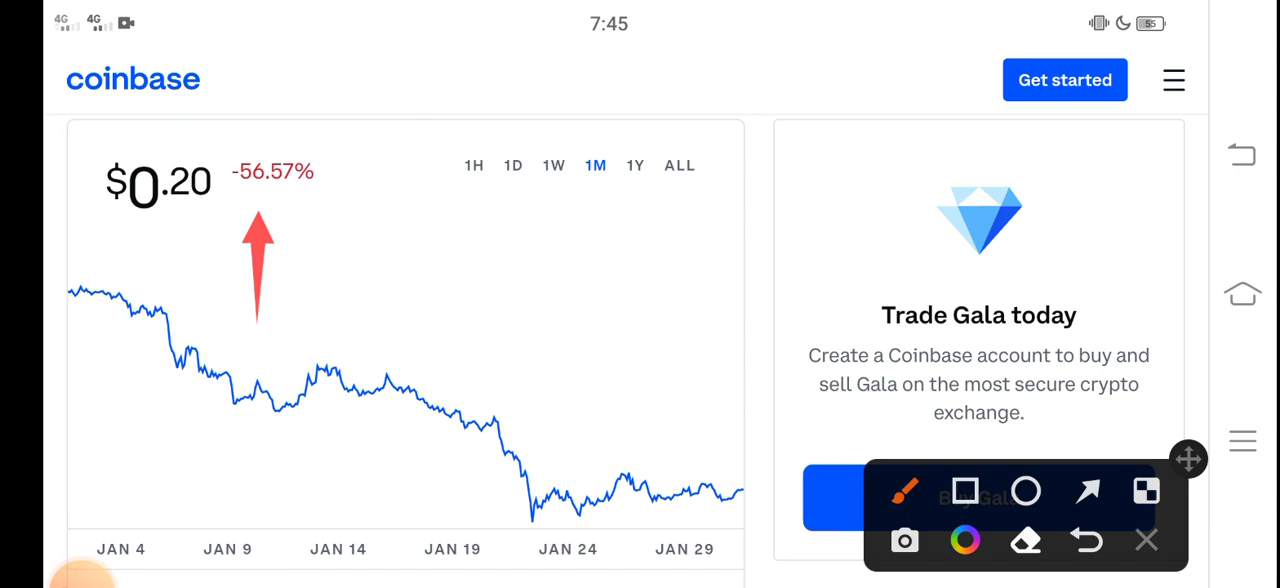 4G 4G 7:45 55
coinbase
Get started
$0.20 -56.57%
1H 1D 1W 1M 1Y ALL
Trade Gala today
Create a Coinbase account to buy and
sell Gala on the most secure crypto
exchange.
Buy Gala
JAN 4 JAN 9 JAN 14 JAN 19 JAN 24 JAN 29